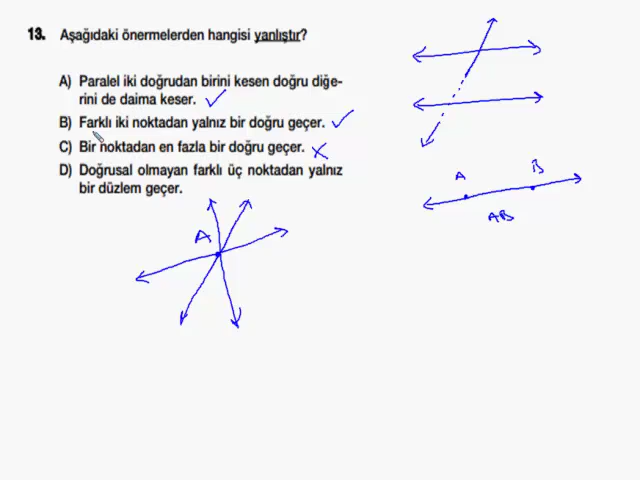 13. Aşağıdaki önermelerden hangisi yanlıştır?
A) Paralel iki doğrudan birini kesen doğru diğe-
rini de daima keser.
B) Farklı iki noktadan yalnız bir doğru geçer.
C) Bir noktadan en fazla bir doğru geçer.
D) Doğrusal olmayan farklı üç noktadan yalnız
bir düzlem geçer.
A B
AB
A